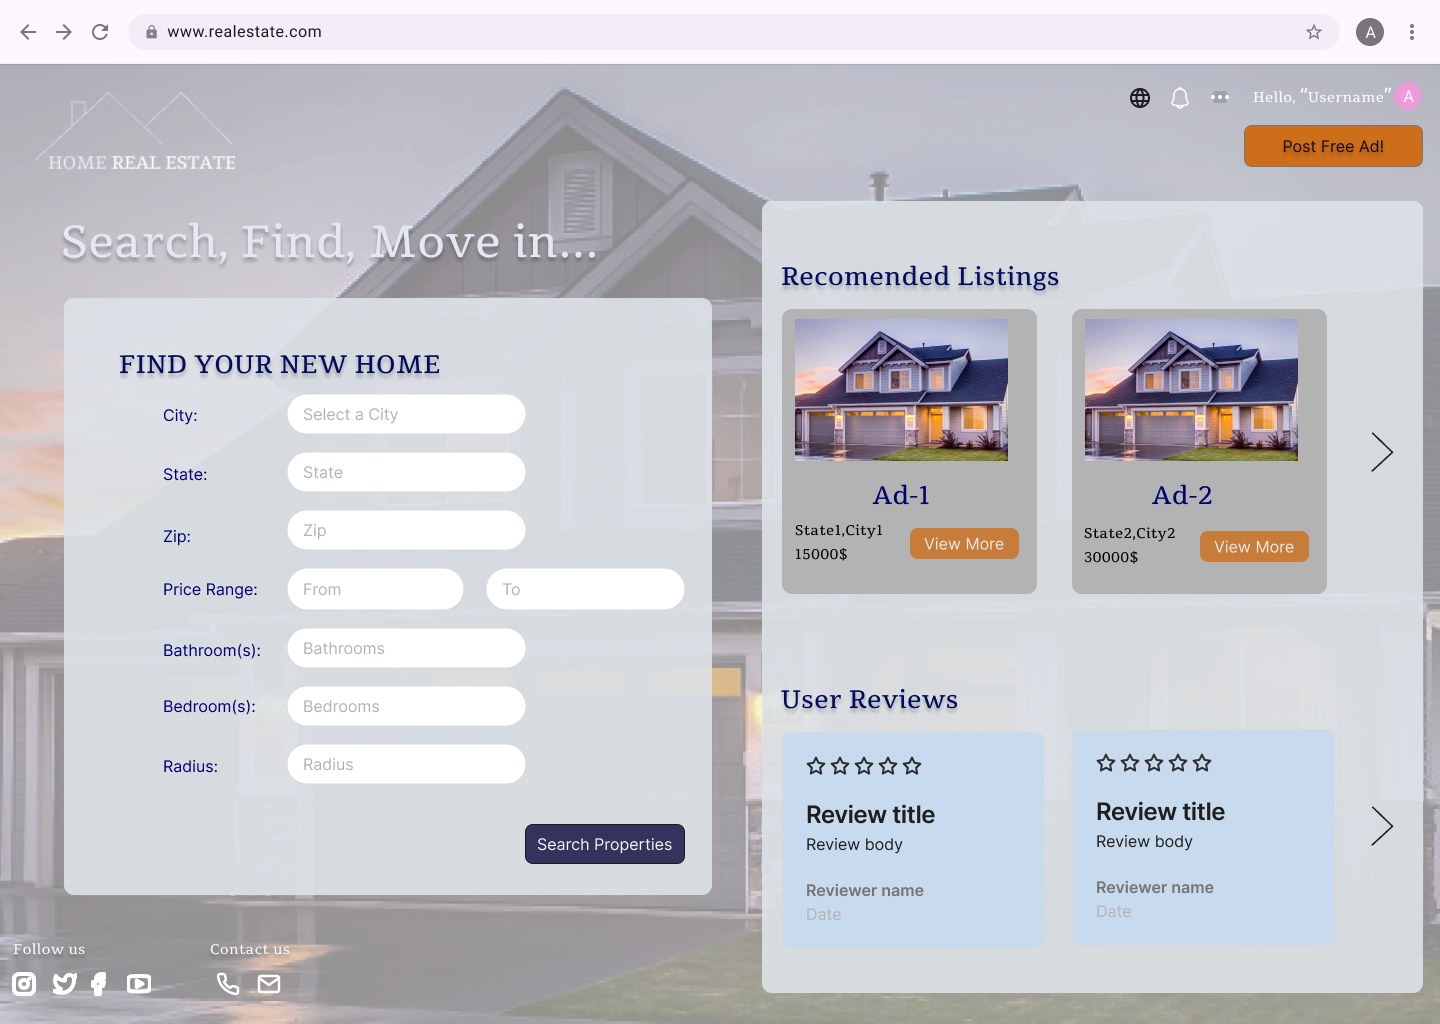 www.realestate.com
A
HOME REAL ESTATE
Hello, “Username”
A
Post Free Ad!
Search, Find, Move in...
FIND YOUR NEW HOME
City:
Select a City
State:
State
Zip:
Zip
Price Range:
From
To
Bathroom(s):
Bathrooms
Bedroom(s):
Bedrooms
Radius:
Radius
Search Properties
Recomended Listings
Ad-1
State1,City1
15000$
View More
Ad-2
State2,City2
30000$
View More
User Reviews
Review title
Review body
Reviewer name
Date
Review title
Review body
Reviewer name
Date
Follow us
Contact us